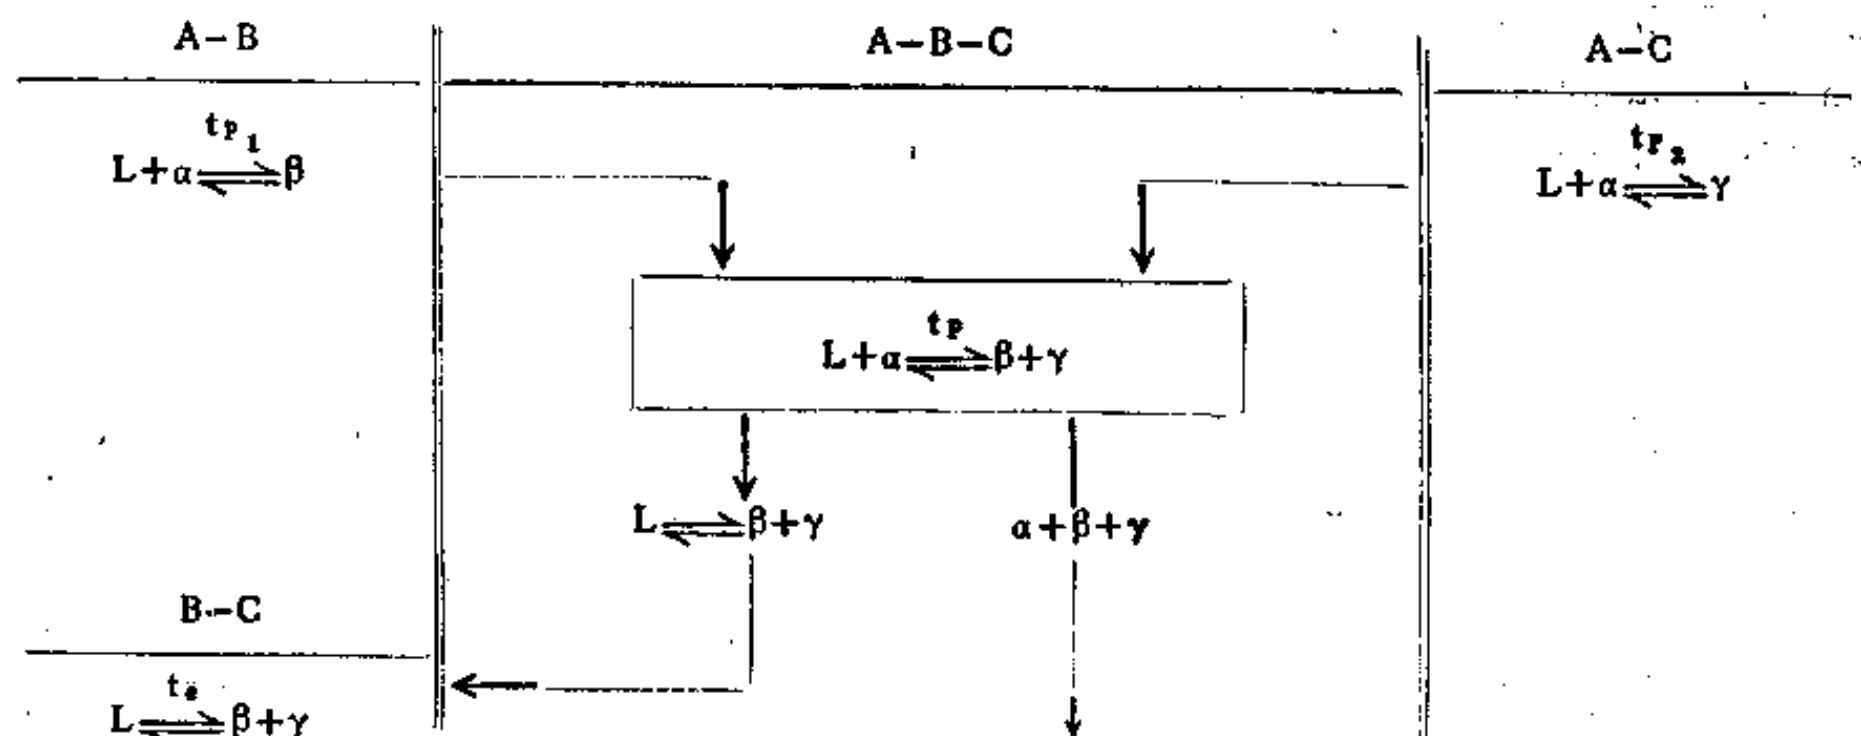 A-B
A-B-C
A-C
tP₁
L+α⇌β
tP₂
L+α⇌γ
tP
L+α⇌β+γ
L⇌β+γ
α+β+γ
B-C
tₑ
L⇌β+γ